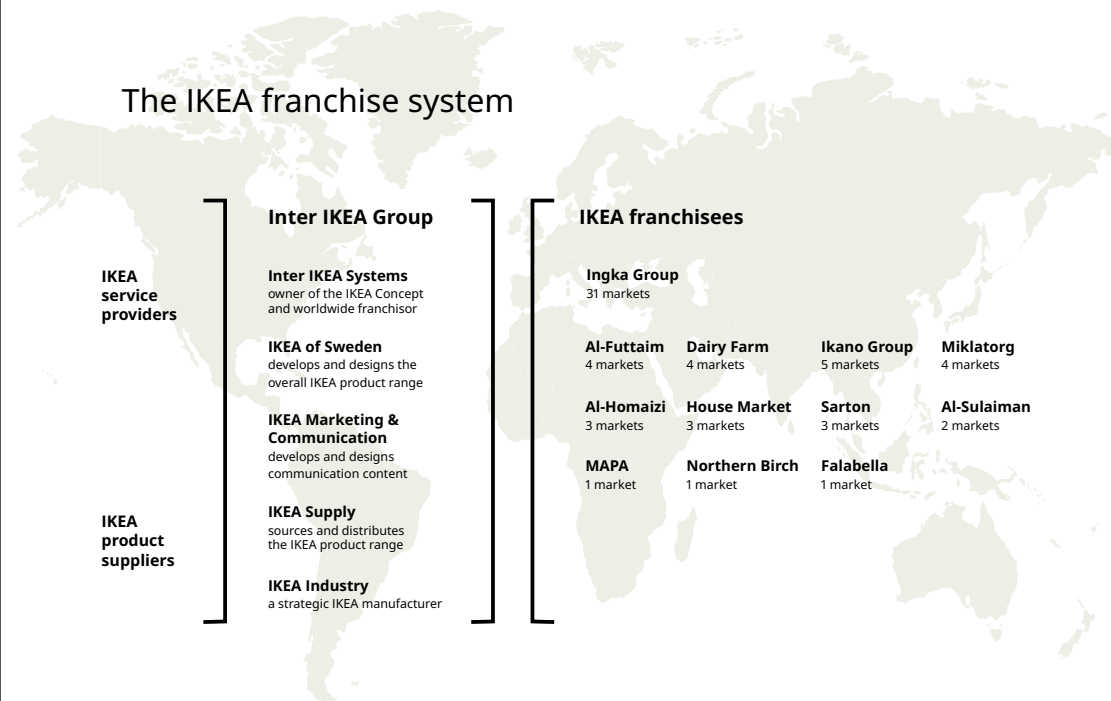 The IKEA franchise system
IKEA
service
providers
IKEA
product
suppliers
Inter IKEA Group
Inter IKEA Systems
owner of the IKEA Concept
and worldwide franchisor
IKEA of Sweden
develops and designs the
overall IKEA product range
IKEA Marketing &
Communication
develops and designs
communication content
IKEA Supply
sources and distributes
the IKEA product range
IKEA Industry
a strategic IKEA manufacturer
IKEA franchisees
Ingka Group
31 markets
Al-Futtaim
4 markets
Dairy Farm
4 markets
Ikano Group
5 markets
Miklatorg
4 markets
Al-Homaizi
3 markets
House Market
3 markets
Sarton
3 markets
Al-Sulaiman
2 markets
MAPA
1 market
Northern Birch
1 market
Falabella
1 market